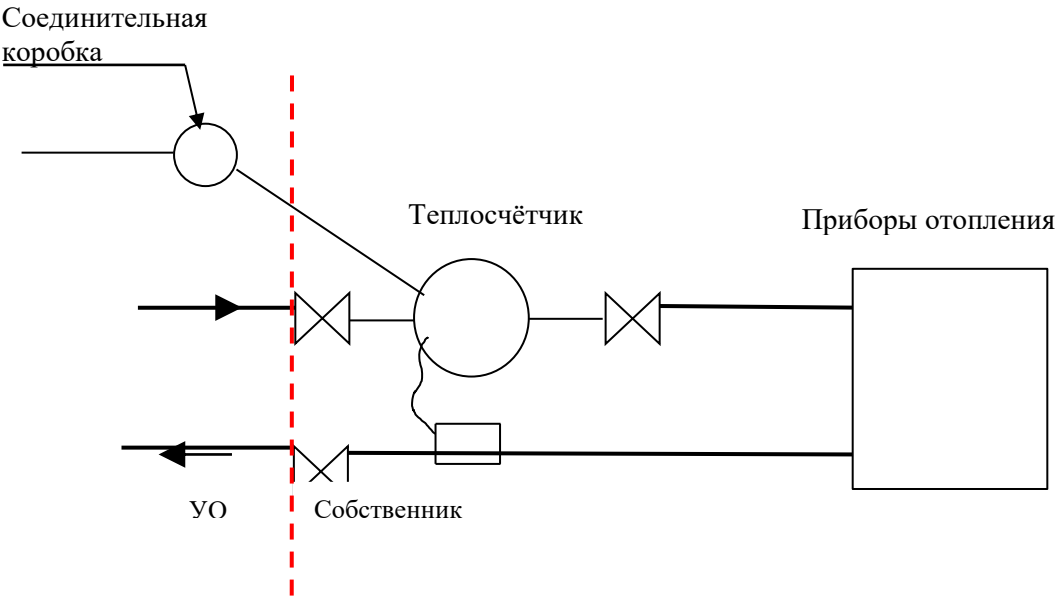 Соединительная
коробка
Теплосчётчик
Приборы отопления
УО
Собственник